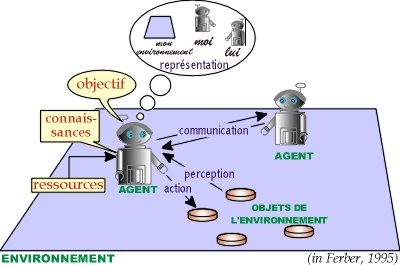 mon
environnement
moi
lui
représentation
objectif
connais-
sances
communication
AGENT
ressources
AGENT
perception
action
OBJETS DE
L'ENVIRONNEMENT
ENVIRONNEMENT
(in Ferber, 1995)